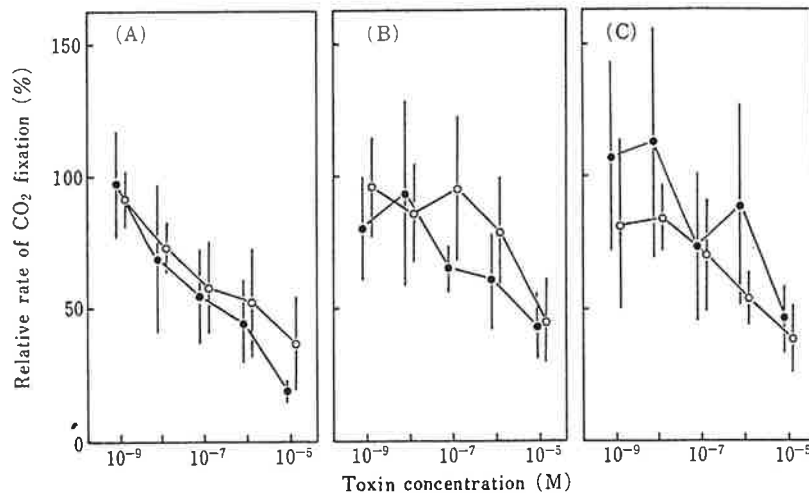 (A) (B) (C)
150
100
50
0
Relative rate of CO₂ fixation (%)
10⁻⁹ 10⁻⁷ 10⁻⁵ 10⁻⁹ 10⁻⁷ 10⁻⁵ 10⁻⁹ 10⁻⁷ 10⁻⁵
Toxin concentration (M)